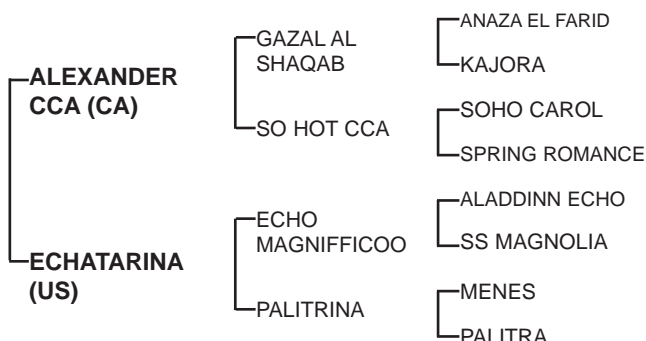 ANAZA EL FARID
GAZAL AL
SHAQAB
KAJORA
ALEXANDER
CCA (CA)
SOHO CAROL
SO HOT CCA
SPRING ROMANCE
ALADDINN ECHO
ECHO
MAGNIFFICOO
SS MAGNOLIA
ECHATARINA
(US)
MENES
PALITRINA
PALITRA